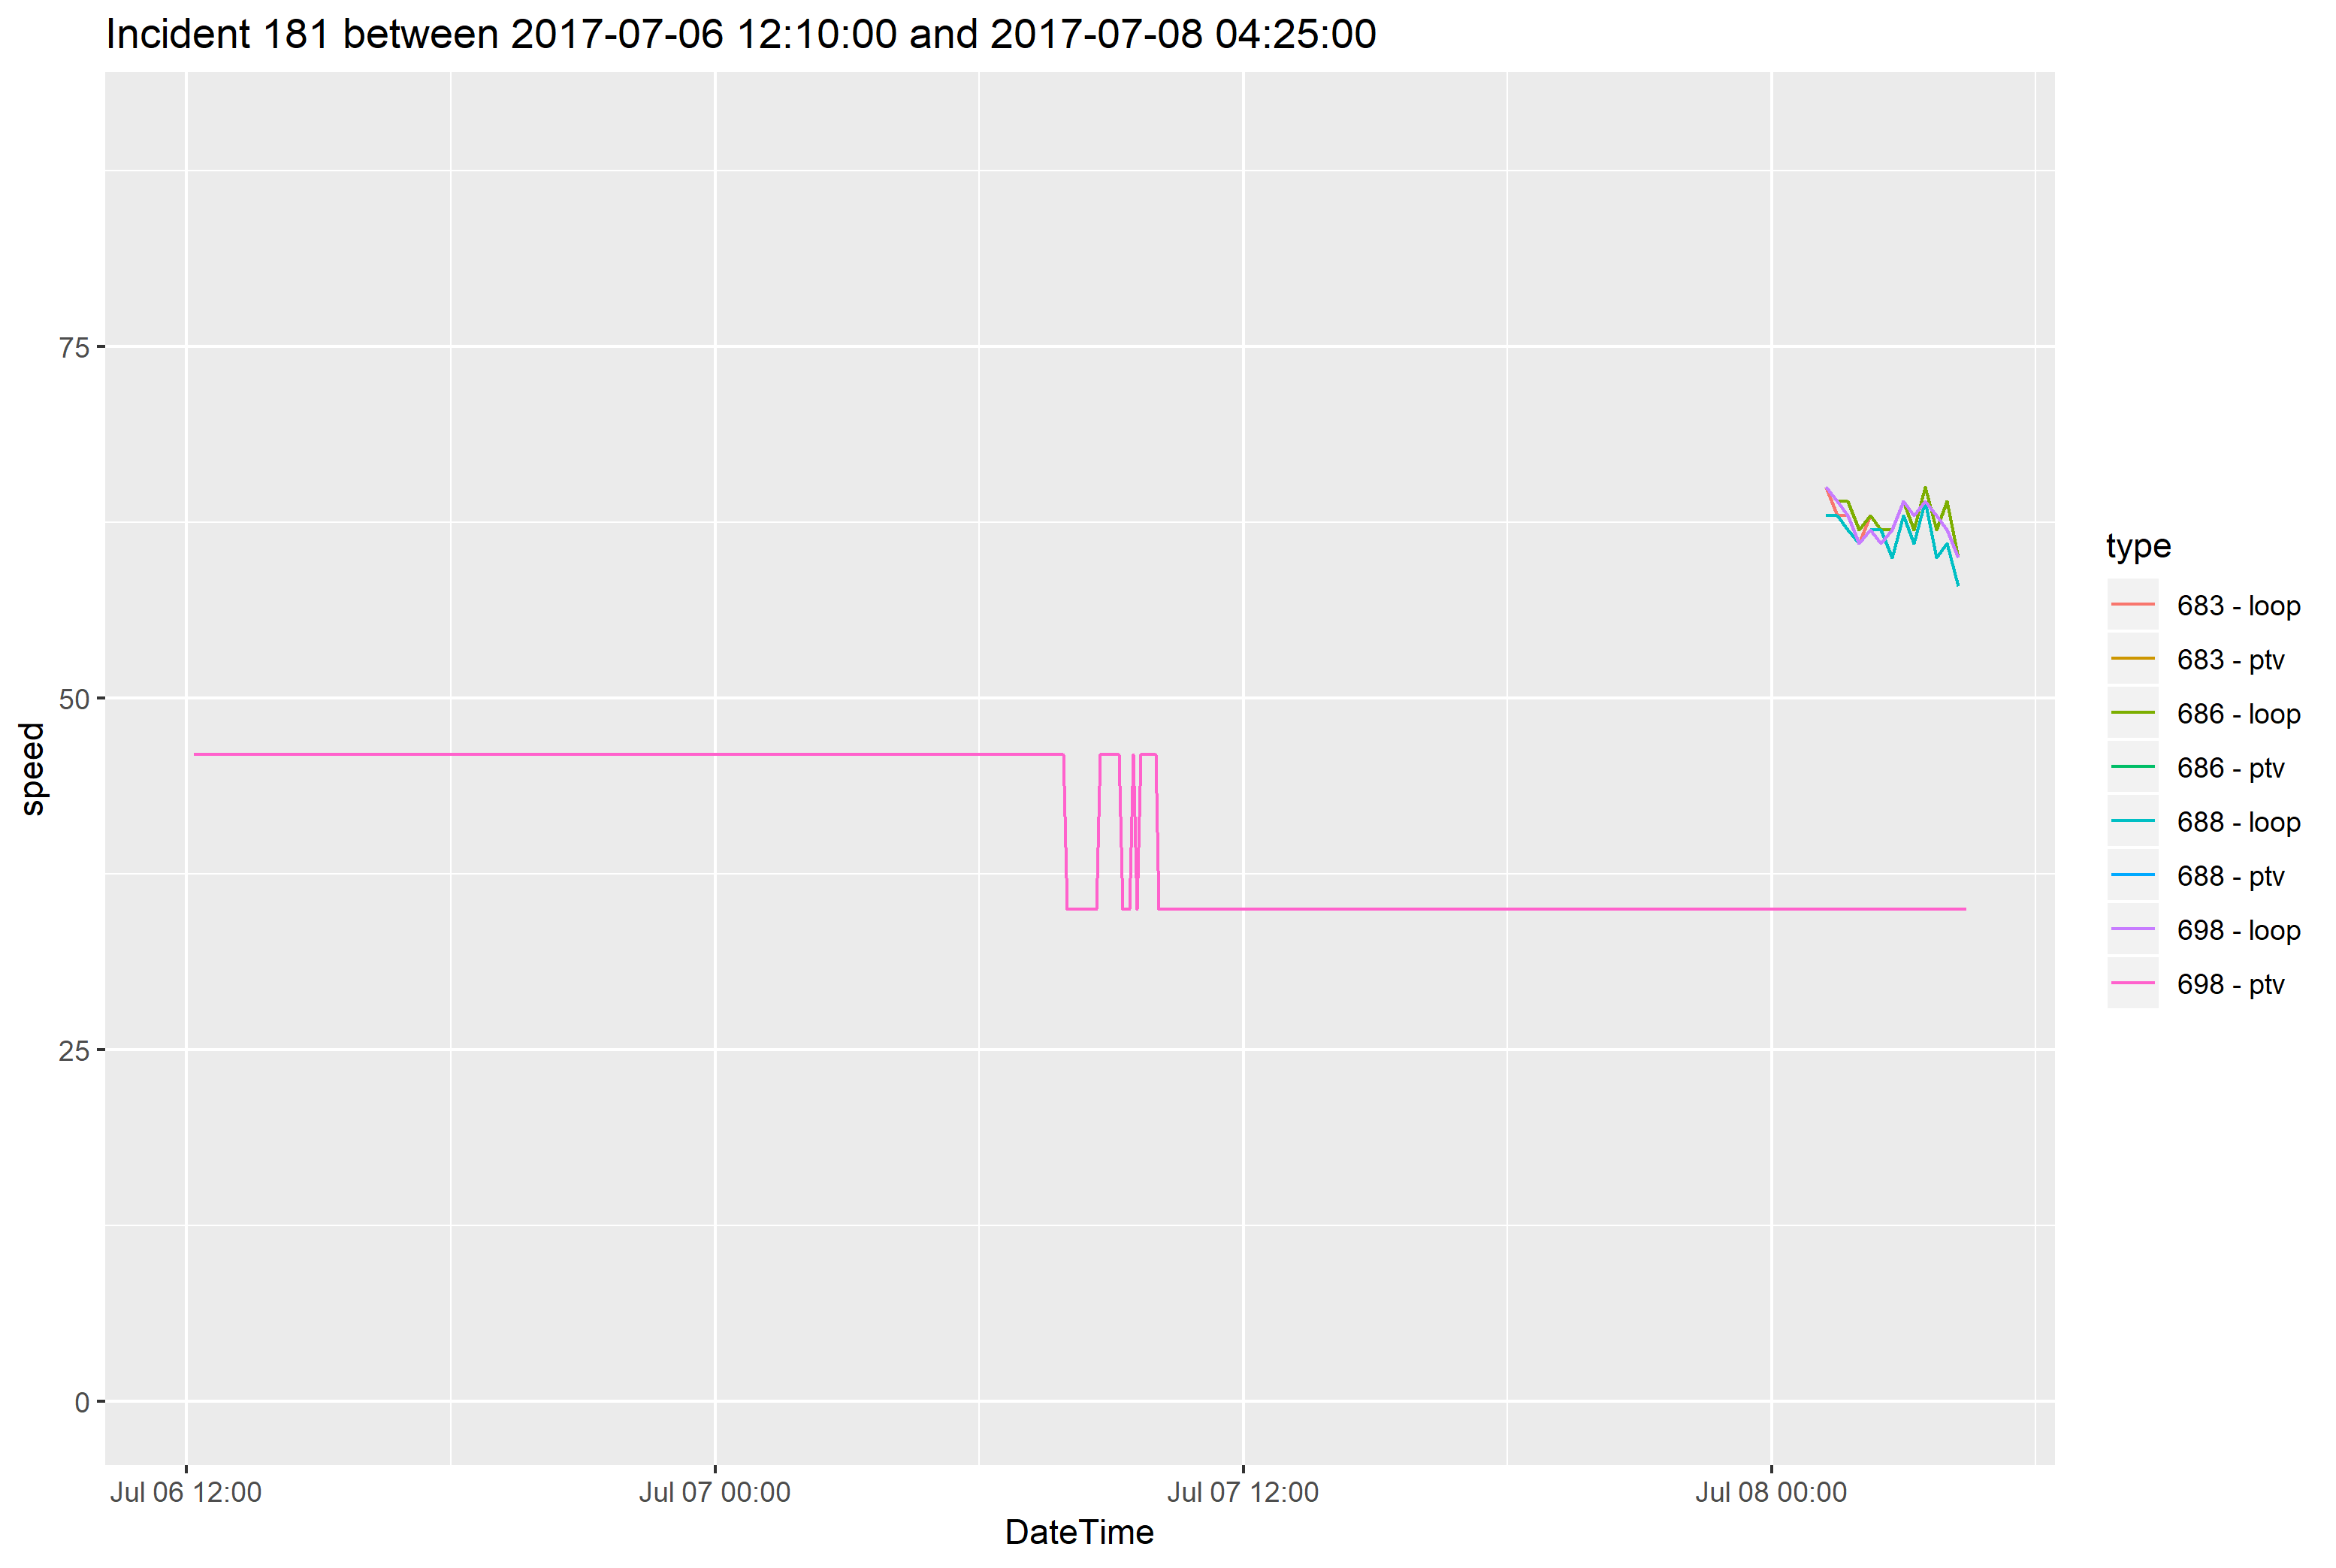 Incident 181 between 2017-07-06 12:10:00 and 2017-07-08 04:25:00
75
50
25
0
speed
Jul 06 12:00
Jul 07 00:00
Jul 07 12:00
Jul 08 00:00
DateTime
type
683 - loop
683 - ptv
686 - loop
686 - ptv
688 - loop
688 - ptv
698 - loop
698 - ptv